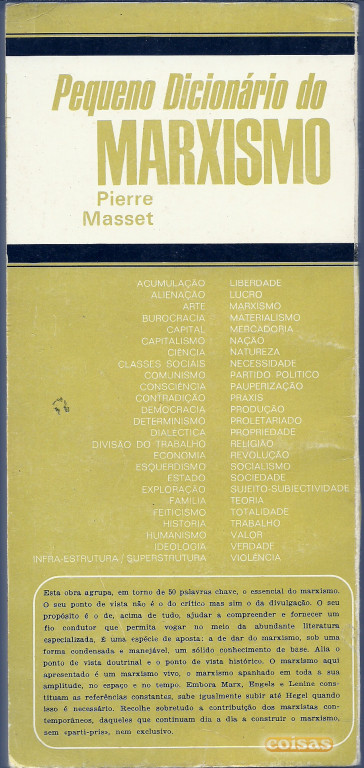 Pequeno Dicionário do
MARXISMO
Pierre
Masset
ACUMULAÇÃO LIBERDADE
ALIENAÇÃO LUCRO
ARTE MARXISMO
BUROCRACIA MATERIALISMO
CAPITAL MERCADORIA
CAPITALISMO NAÇÃO
CIÊNCIA NATUREZA
CLASSES SOCIAIS NECESSIDADE
COMUNISMO PARTIDO POLITICO
CONSCIÊNCIA PAUPERIZAÇÃO
CONTRADIÇÃO PRAXIS
DEMOCRACIA PRODUÇÃO
DETERMINISMO PROLETARIADO
DIALECTICA PROPRIEDADE
DIVISÃO DO TRABALHO RELIGIÃO
ECONOMIA REVOLUÇÃO
ESQUERDISMO SOCIALISMO
ESTADO SOCIEDADE
EXPLORAÇÃO SUJEITO-SUBJECTIVIDADE
FAMILIA TEORIA
FEITICISMO TOTALIDADE
HISTORIA TRABALHO
HUMANISMO VALOR
IDEOLOGIA VERDADE
INFRA-ESTRUTURA / SUPERSTRUTURA VIOLÊNCIA
Esta obra agrupa, em torno de 50 palavras chave, o essencial do marxismo.
O seu ponto de vista não é o do crítico mas sim o da divulgação. O seu
propósito é o de, acima de tudo, ajudar a compreender e fornecer um
fio condutor que permita vogar no meio da abundante literatura
especializada. É uma espécie de aposta: a de dar do marxismo, sob uma
forma condensada e manejável, um sólido conhecimento de base. Alia o
ponto de vista doutrinal e o ponto de vista histórico. O marxismo aqui
apresentado é um marxismo vivo, o marxismo apanhado em toda a sua
amplitude, no espaço e no tempo. Embora Marx, Engels e Lenine cons-
tituam as referências constantes, sabe igualmente subir até Hegel quando
isso é necessário. Recolhe sobretudo a contribuição dos marxistas con-
temporâneos, daqueles que continuam dia a dia a construir o marxismo,
sem «parti-pris», nem exclusivo.
coisas